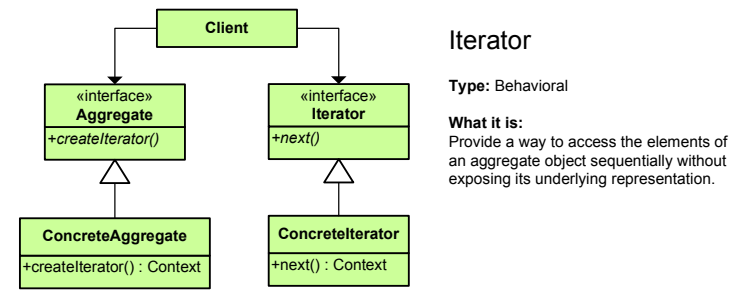 Client
«interface»
Aggregate
+createIterator()
«interface»
Iterator
+next()
ConcreteAggregate
+createIterator() : Context
ConcreteIterator
+next() : Context
Iterator
Type: Behavioral
What it is:
Provide a way to access the elements of
an aggregate object sequentially without
exposing its underlying representation.